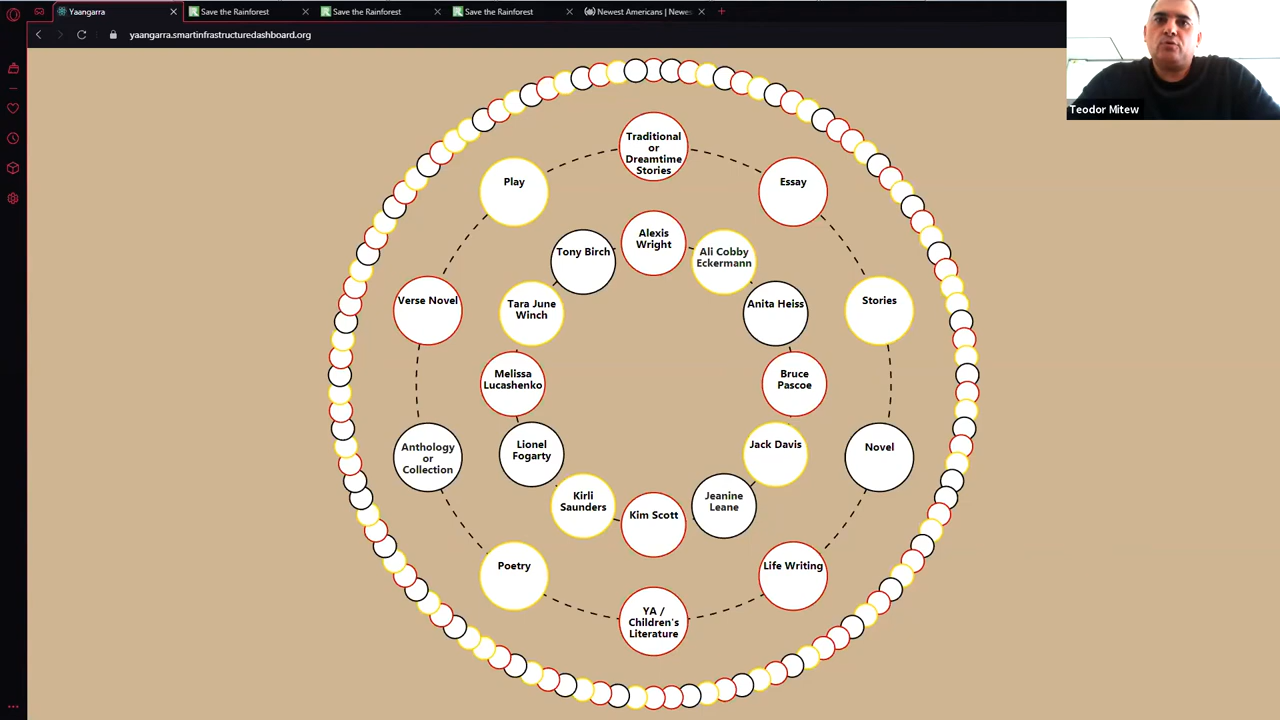 Yaangarra
Save the Rainforest
Save the Rainforest
Save the Rainforest
Newest Americans | Newes
yaangarra.smartinfrastructuredashboard.org
Teodor Mitew
Traditional
or
Dreamtime
Stories
Play
Essay
Alexis
Wright
Tony Birch
Ali Cobby
Eckermann
Verse Novel
Tara June
Winch
Anita Heiss
Stories
Melissa
Lucashenko
Bruce
Pascoe
Anthology
or
Collection
Lionel
Fogarty
Jack Davis
Novel
Kirli
Saunders
Kim Scott
Jeanine
Leane
Poetry
Life Writing
YA /
Children's
Literature